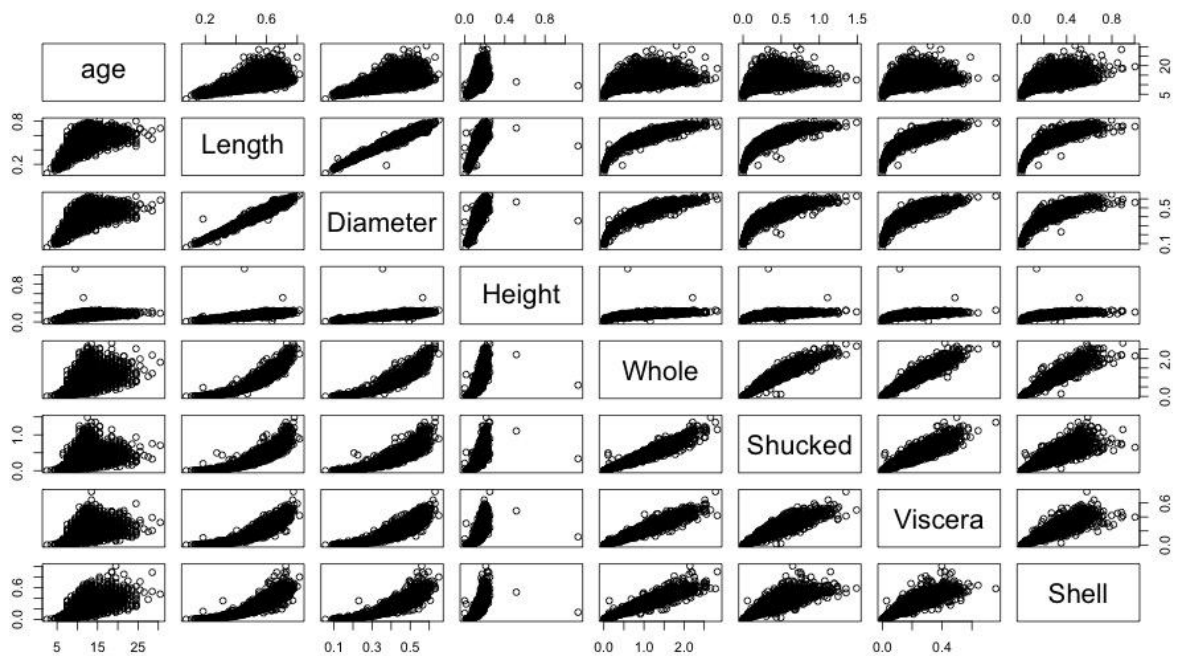 0.2 0.6 0.0 0.8 0.0 0.5 1.0 1.5 0.0 0.4 0.8
age 5 20
0.2 0.8 Length
Diameter 0.1 0.5
0.0 0.8 Height
Whole 0.0 2.0
0.0 1.0 Shucked
Viscera 0.0 0.6
0.0 0.6 Shell
5 15 25 0.1 0.3 0.5 0.0 1.0 2.0 0.0 0.4